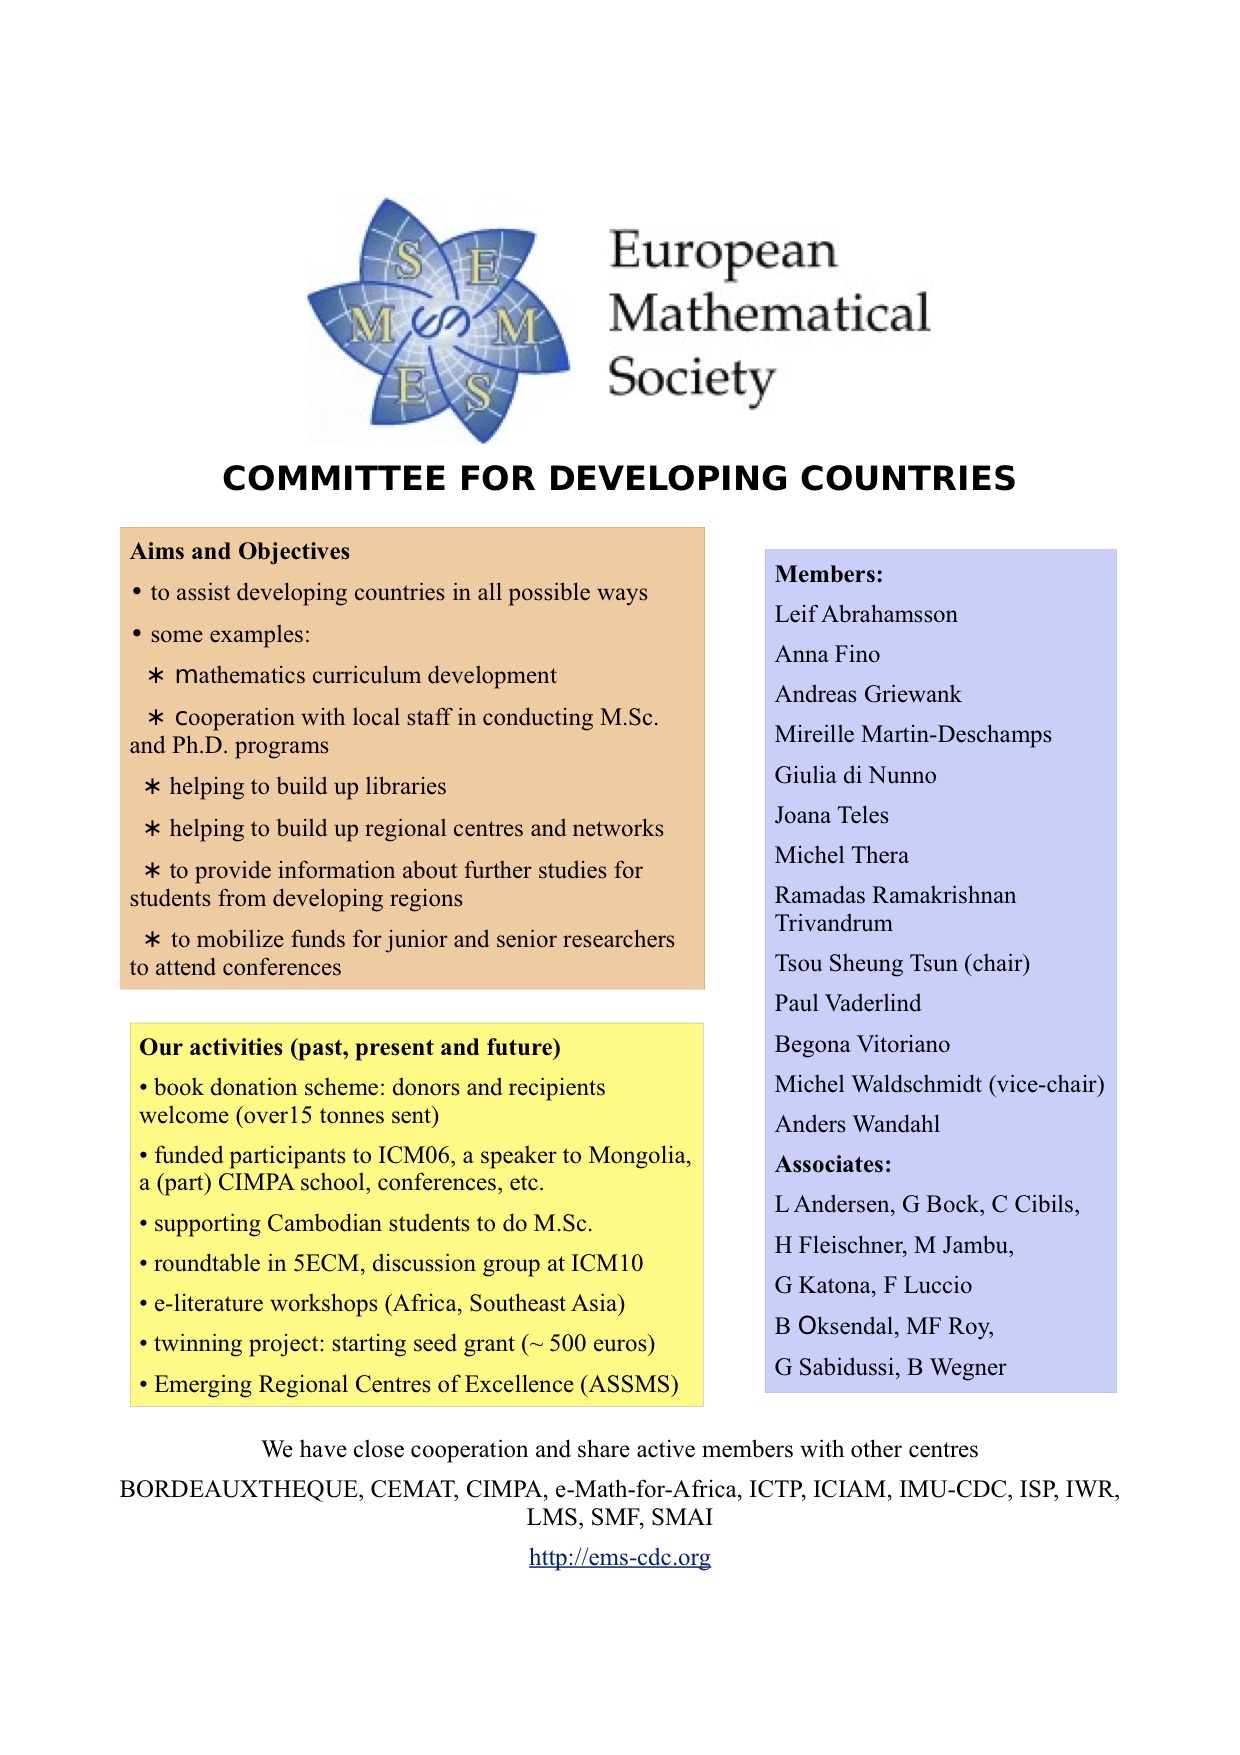 S E
M M
E S
European
Mathematical
Society
COMMITTEE FOR DEVELOPING COUNTRIES
Aims and Objectives
• to assist developing countries in all possible ways
• some examples:
∗ mathematics curriculum development
∗ cooperation with local staff in conducting M.Sc.
and Ph.D. programs
∗ helping to build up libraries
∗ helping to build up regional centres and networks
∗ to provide information about further studies for
students from developing regions
∗ to mobilize funds for junior and senior researchers
to attend conferences
Our activities (past, present and future)
• book donation scheme: donors and recipients
welcome (over15 tonnes sent)
• funded participants to ICM06, a speaker to Mongolia,
a (part) CIMPA school, conferences, etc.
• supporting Cambodian students to do M.Sc.
• roundtable in 5ECM, discussion group at ICM10
• e-literature workshops (Africa, Southeast Asia)
• twinning project: starting seed grant (~ 500 euros)
• Emerging Regional Centres of Excellence (ASSMS)
Members:
Leif Abrahamsson
Anna Fino
Andreas Griewank
Mireille Martin-Deschamps
Giulia di Nunno
Joana Teles
Michel Thera
Ramadas Ramakrishnan
Trivandrum
Tsou Sheung Tsun (chair)
Paul Vaderlind
Begona Vitoriano
Michel Waldschmidt (vice-chair)
Anders Wandahl
Associates:
L Andersen, G Bock, C Cibils,
H Fleischner, M Jambu,
G Katona, F Luccio
B Oksendal, MF Roy,
G Sabidussi, B Wegner
We have close cooperation and share active members with other centres
BORDEAUXTHEQUE, CEMAT, CIMPA, e-Math-for-Africa, ICTP, ICIAM, IMU-CDC, ISP, IWR,
LMS, SMF, SMAI
http://ems-cdc.org